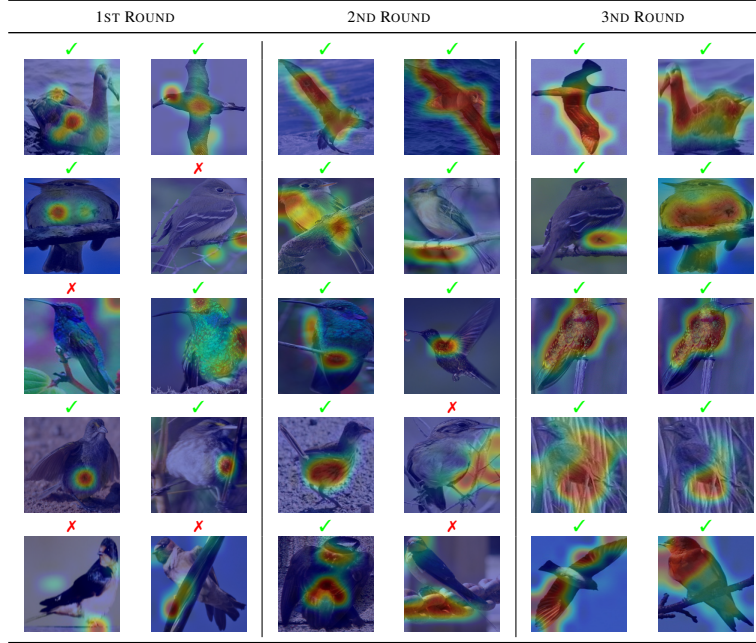 1ST ROUND
2ND ROUND
3ND ROUND
✓ ✓ ✓ ✓ ✓ ✓
✓ ✗ ✓ ✓ ✓ ✓
✗ ✓ ✓ ✓ ✓ ✓
✓ ✓ ✓ ✗ ✓ ✓
✗ ✗ ✓ ✗ ✓ ✓